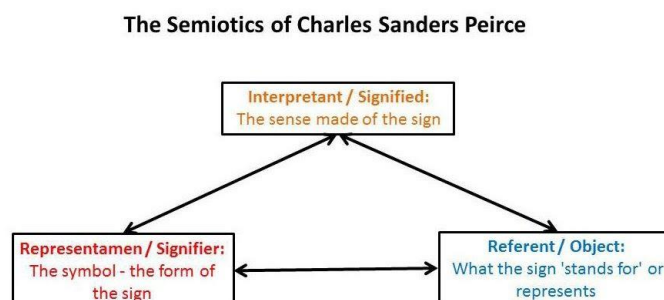 The Semiotics of Charles Sanders Peirce
Interpretant / Signified:
The sense made of the sign
Representamen / Signifier:
The symbol - the form of
the sign
Referent / Object:
What the sign 'stands for' or
represents